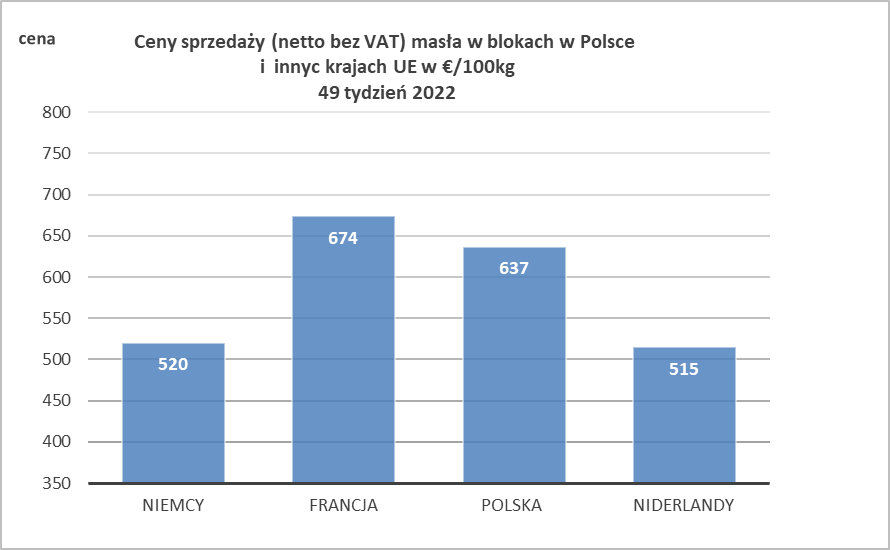 cena
Ceny sprzedaży (netto bez VAT) masła w blokach w Polsce
i innyc krajach UE w €/100kg
49 tydzień 2022
800
750
700
650
600
550
500
450
400
350
520
674
637
515
NIEMCY
FRANCJA
POLSKA
NIDERLANDY